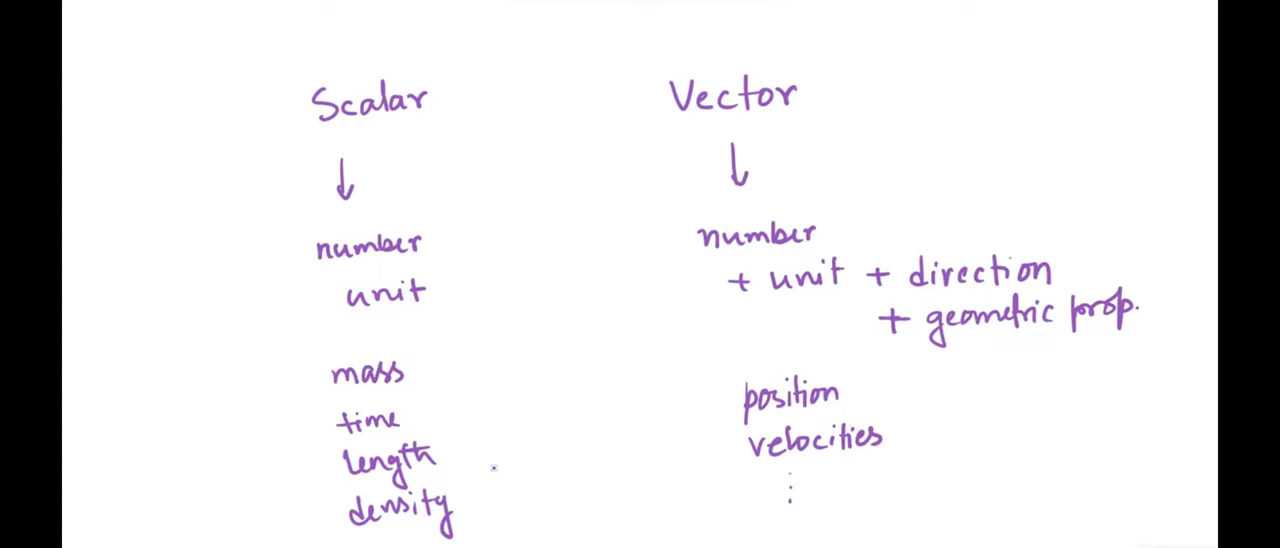 Scalar
↓
number
unit
mass
time
length
density
Vector
↓
number
+ unit + direction
+ geometric prop.
position
velocities
⋮